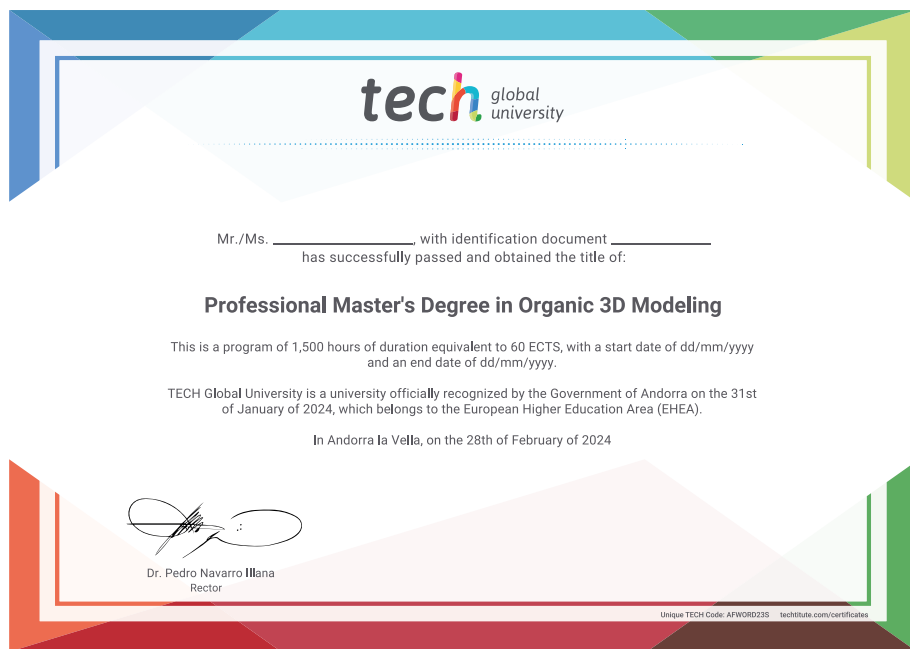 tech global university
Mr./Ms. ____________, with identification document ____________
has successfully passed and obtained the title of:
Professional Master's Degree in Organic 3D Modeling
This is a program of 1,500 hours of duration equivalent to 60 ECTS, with a start date of dd/mm/yyyy
and an end date of dd/mm/yyyy.
TECH Global University is a university officially recognized by the Government of Andorra on the 31st
of January of 2024, which belongs to the European Higher Education Area (EHEA).
In Andorra la Vella, on the 28th of February of 2024
Dr. Pedro Navarro Illana
Rector
Unique TECH Code: AFWORD23S techtitute.com/certificates